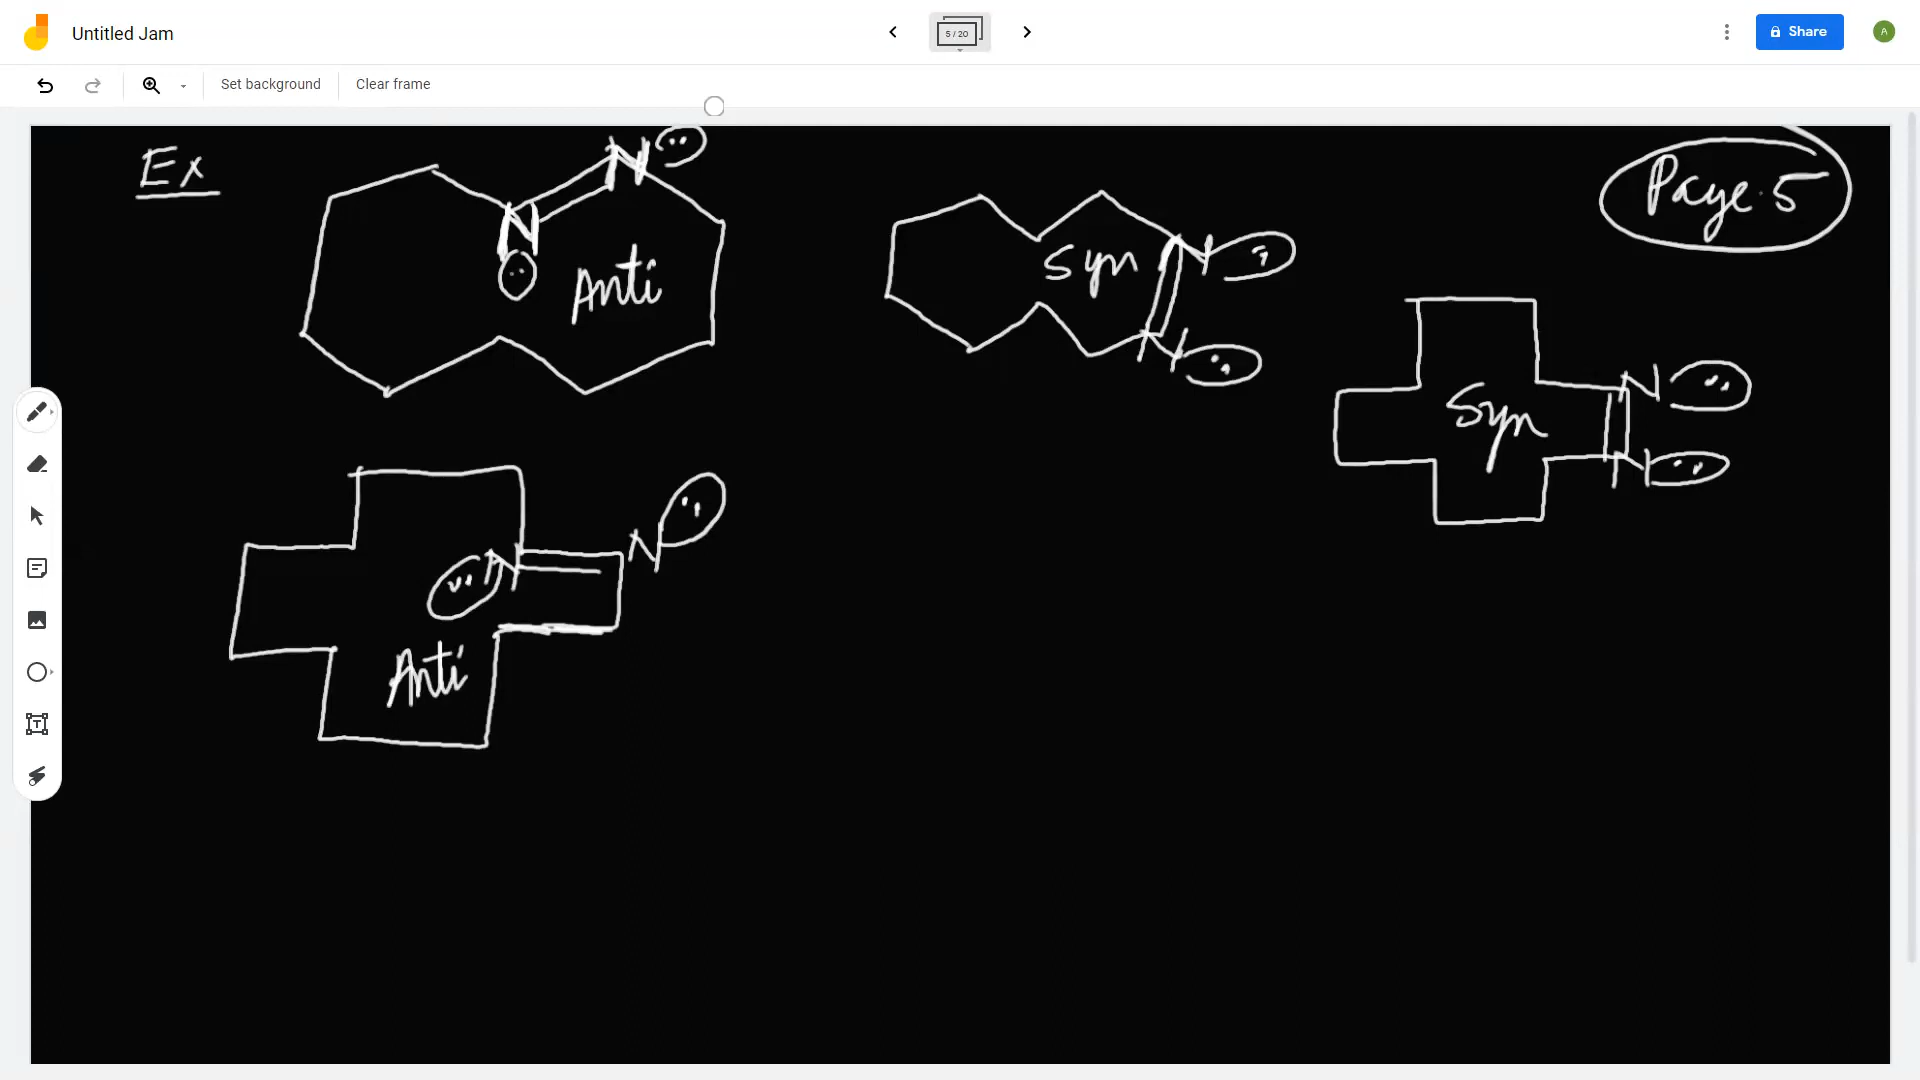 Untitled Jam
5 / 20
Share
A
Set background
Clear frame
Ex
Page 5
N
N
Anti
Syn
N
N
Syn
N
N
N
N
Anti
T